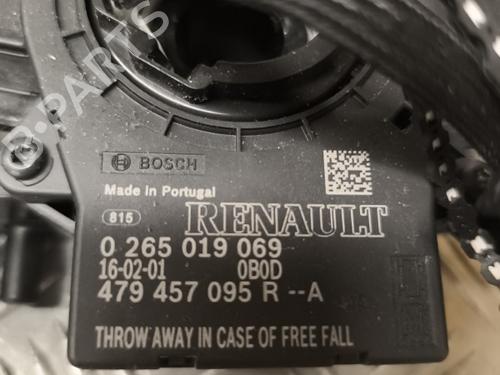 B-PARTS
BOSCH
Made in Portugal
815
RENAULT
0 265 019 069
16-02-01 0B0D
479 457 095 R --A
THROW AWAY IN CASE OF FREE FALL